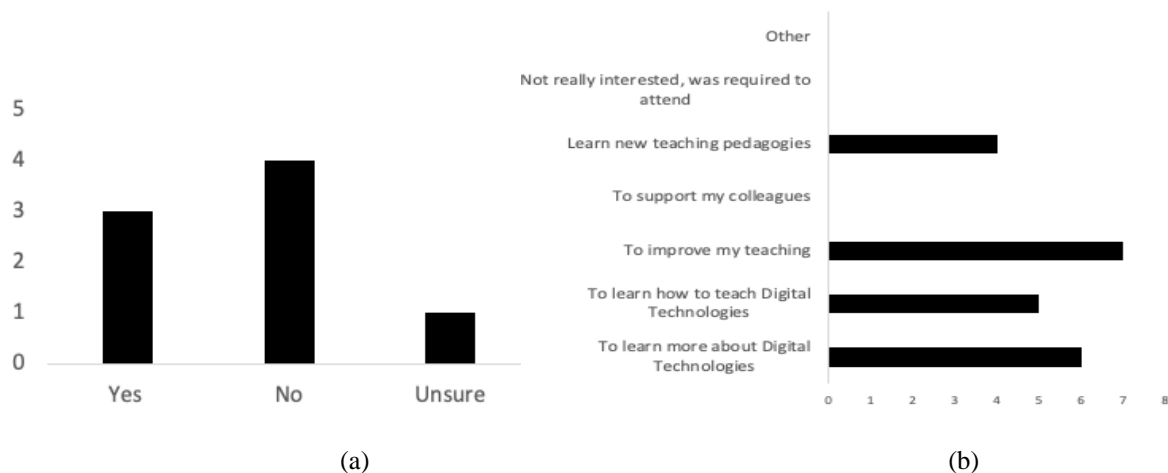 5
4
3
2
1
0
Yes No Unsure
(a)
Other
Not really interested, was required to
attend
Learn new teaching pedagogies
To support my colleagues
To improve my teaching
To learn how to teach Digital
Technologies
To learn more about Digital
Technologies
0 1 2 3 4 5 6 7 8
(b)